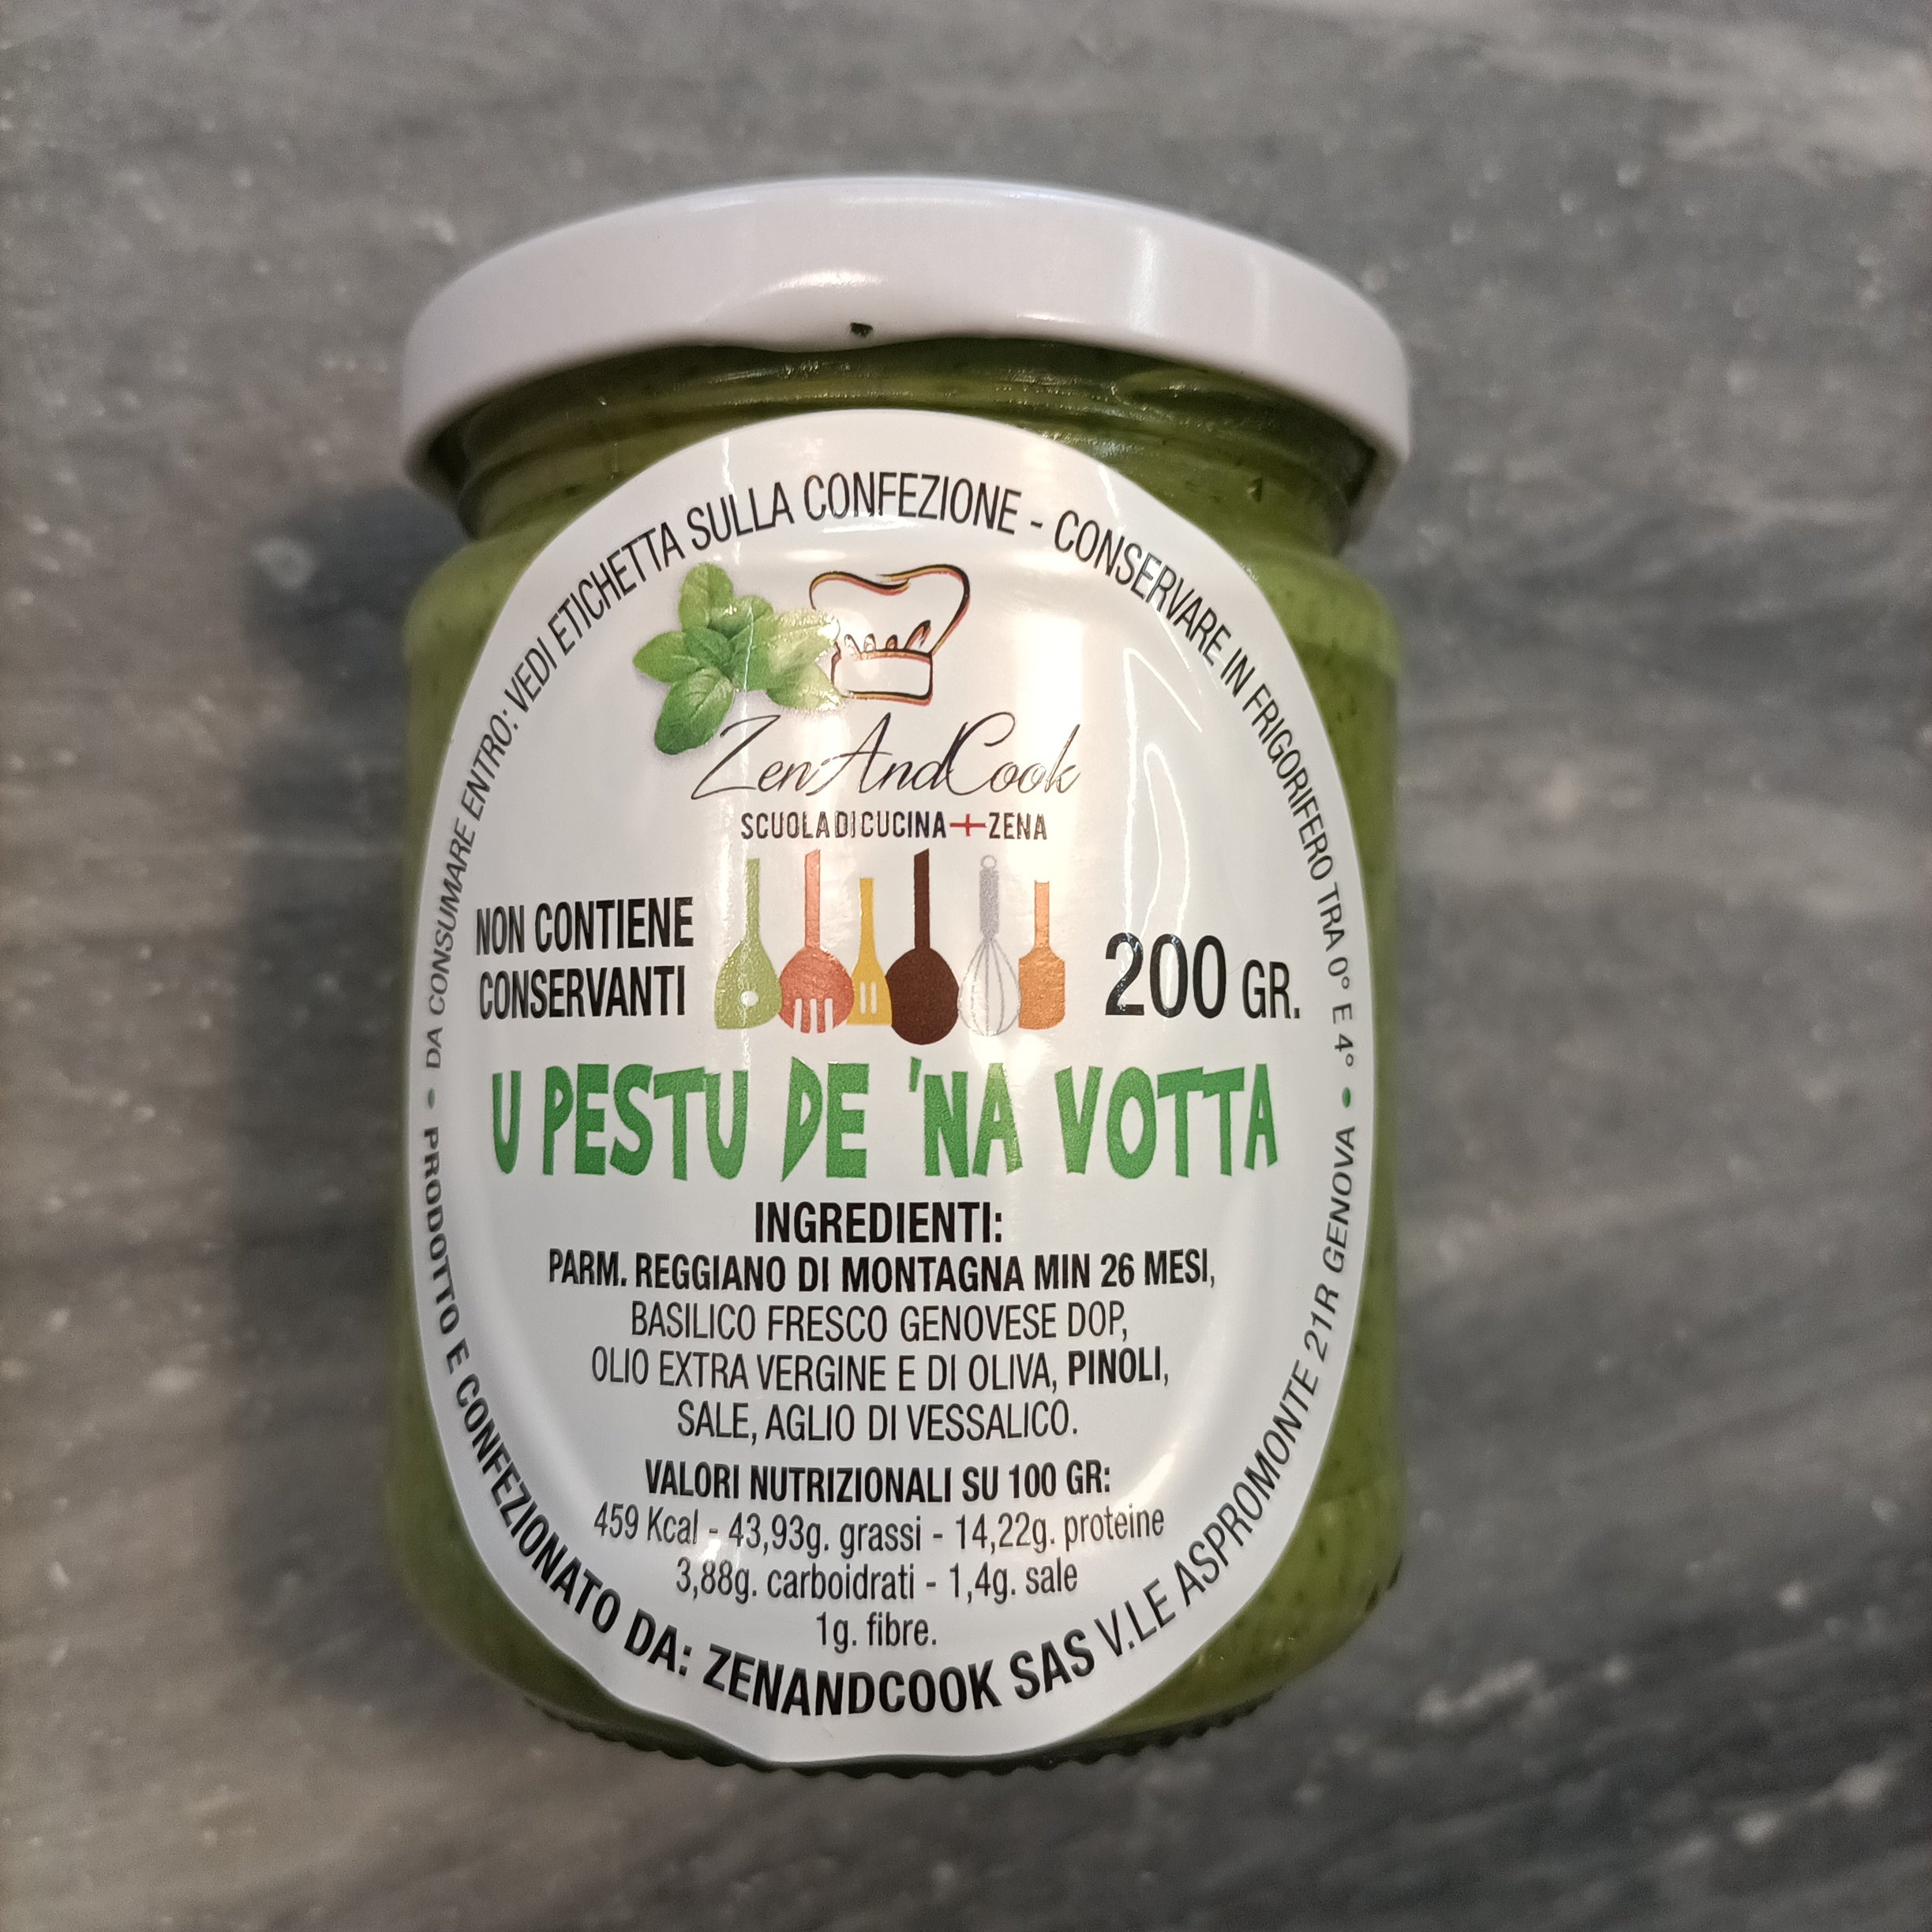 DA CONSUMARE ENTRO: VEDI ETICHETTA SULLA CONFEZIONE - CONSERVARE IN FRIGORIFERO TRA 0° E 4°
ZenAndCook
SCUOLADICUCINA+ZENA
NON CONTIENE
CONSERVANTI
200 GR.
U PESTU DE 'NA VOTTA
INGREDIENTI:
PARM. REGGIANO DI MONTAGNA MIN 26 MESI,
BASILICO FRESCO GENOVESE DOP,
OLIO EXTRA VERGINE E DI OLIVA, PINOLI,
SALE, AGLIO DI VESSALICO.
VALORI NUTRIZIONALI SU 100 GR:
459 Kcal - 43,93g. grassi - 14,22g. proteine
3,88g. carboidrati - 1,4g. sale
1g. fibre.
• PRODOTTO E CONFEZIONATO DA: ZENANDCOOK SAS V.LE ASPROMONTE 21R GENOVA •